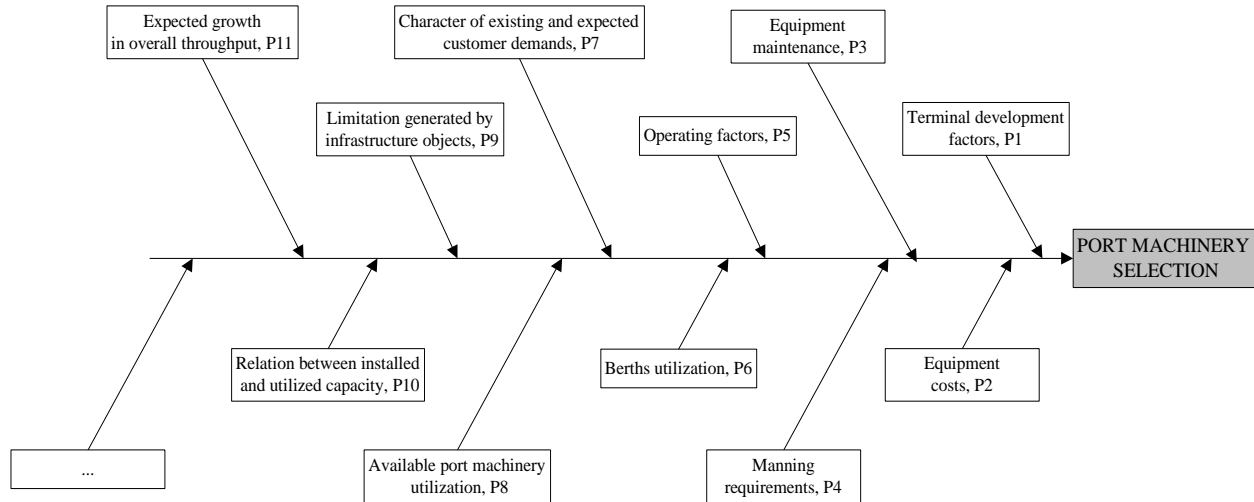 Expected growth
in overall throughput, P11
Character of existing and expected
customer demands, P7
Equipment
maintenance, P3
Limitation generated by
infrastructure objects, P9
Operating factors, P5
Terminal development
factors, P1
PORT MACHINERY
SELECTION
Relation between installed
and utilized capacity, P10
Berths utilization, P6
Equipment
costs, P2
...
Available port machinery
utilization, P8
Manning
requirements, P4